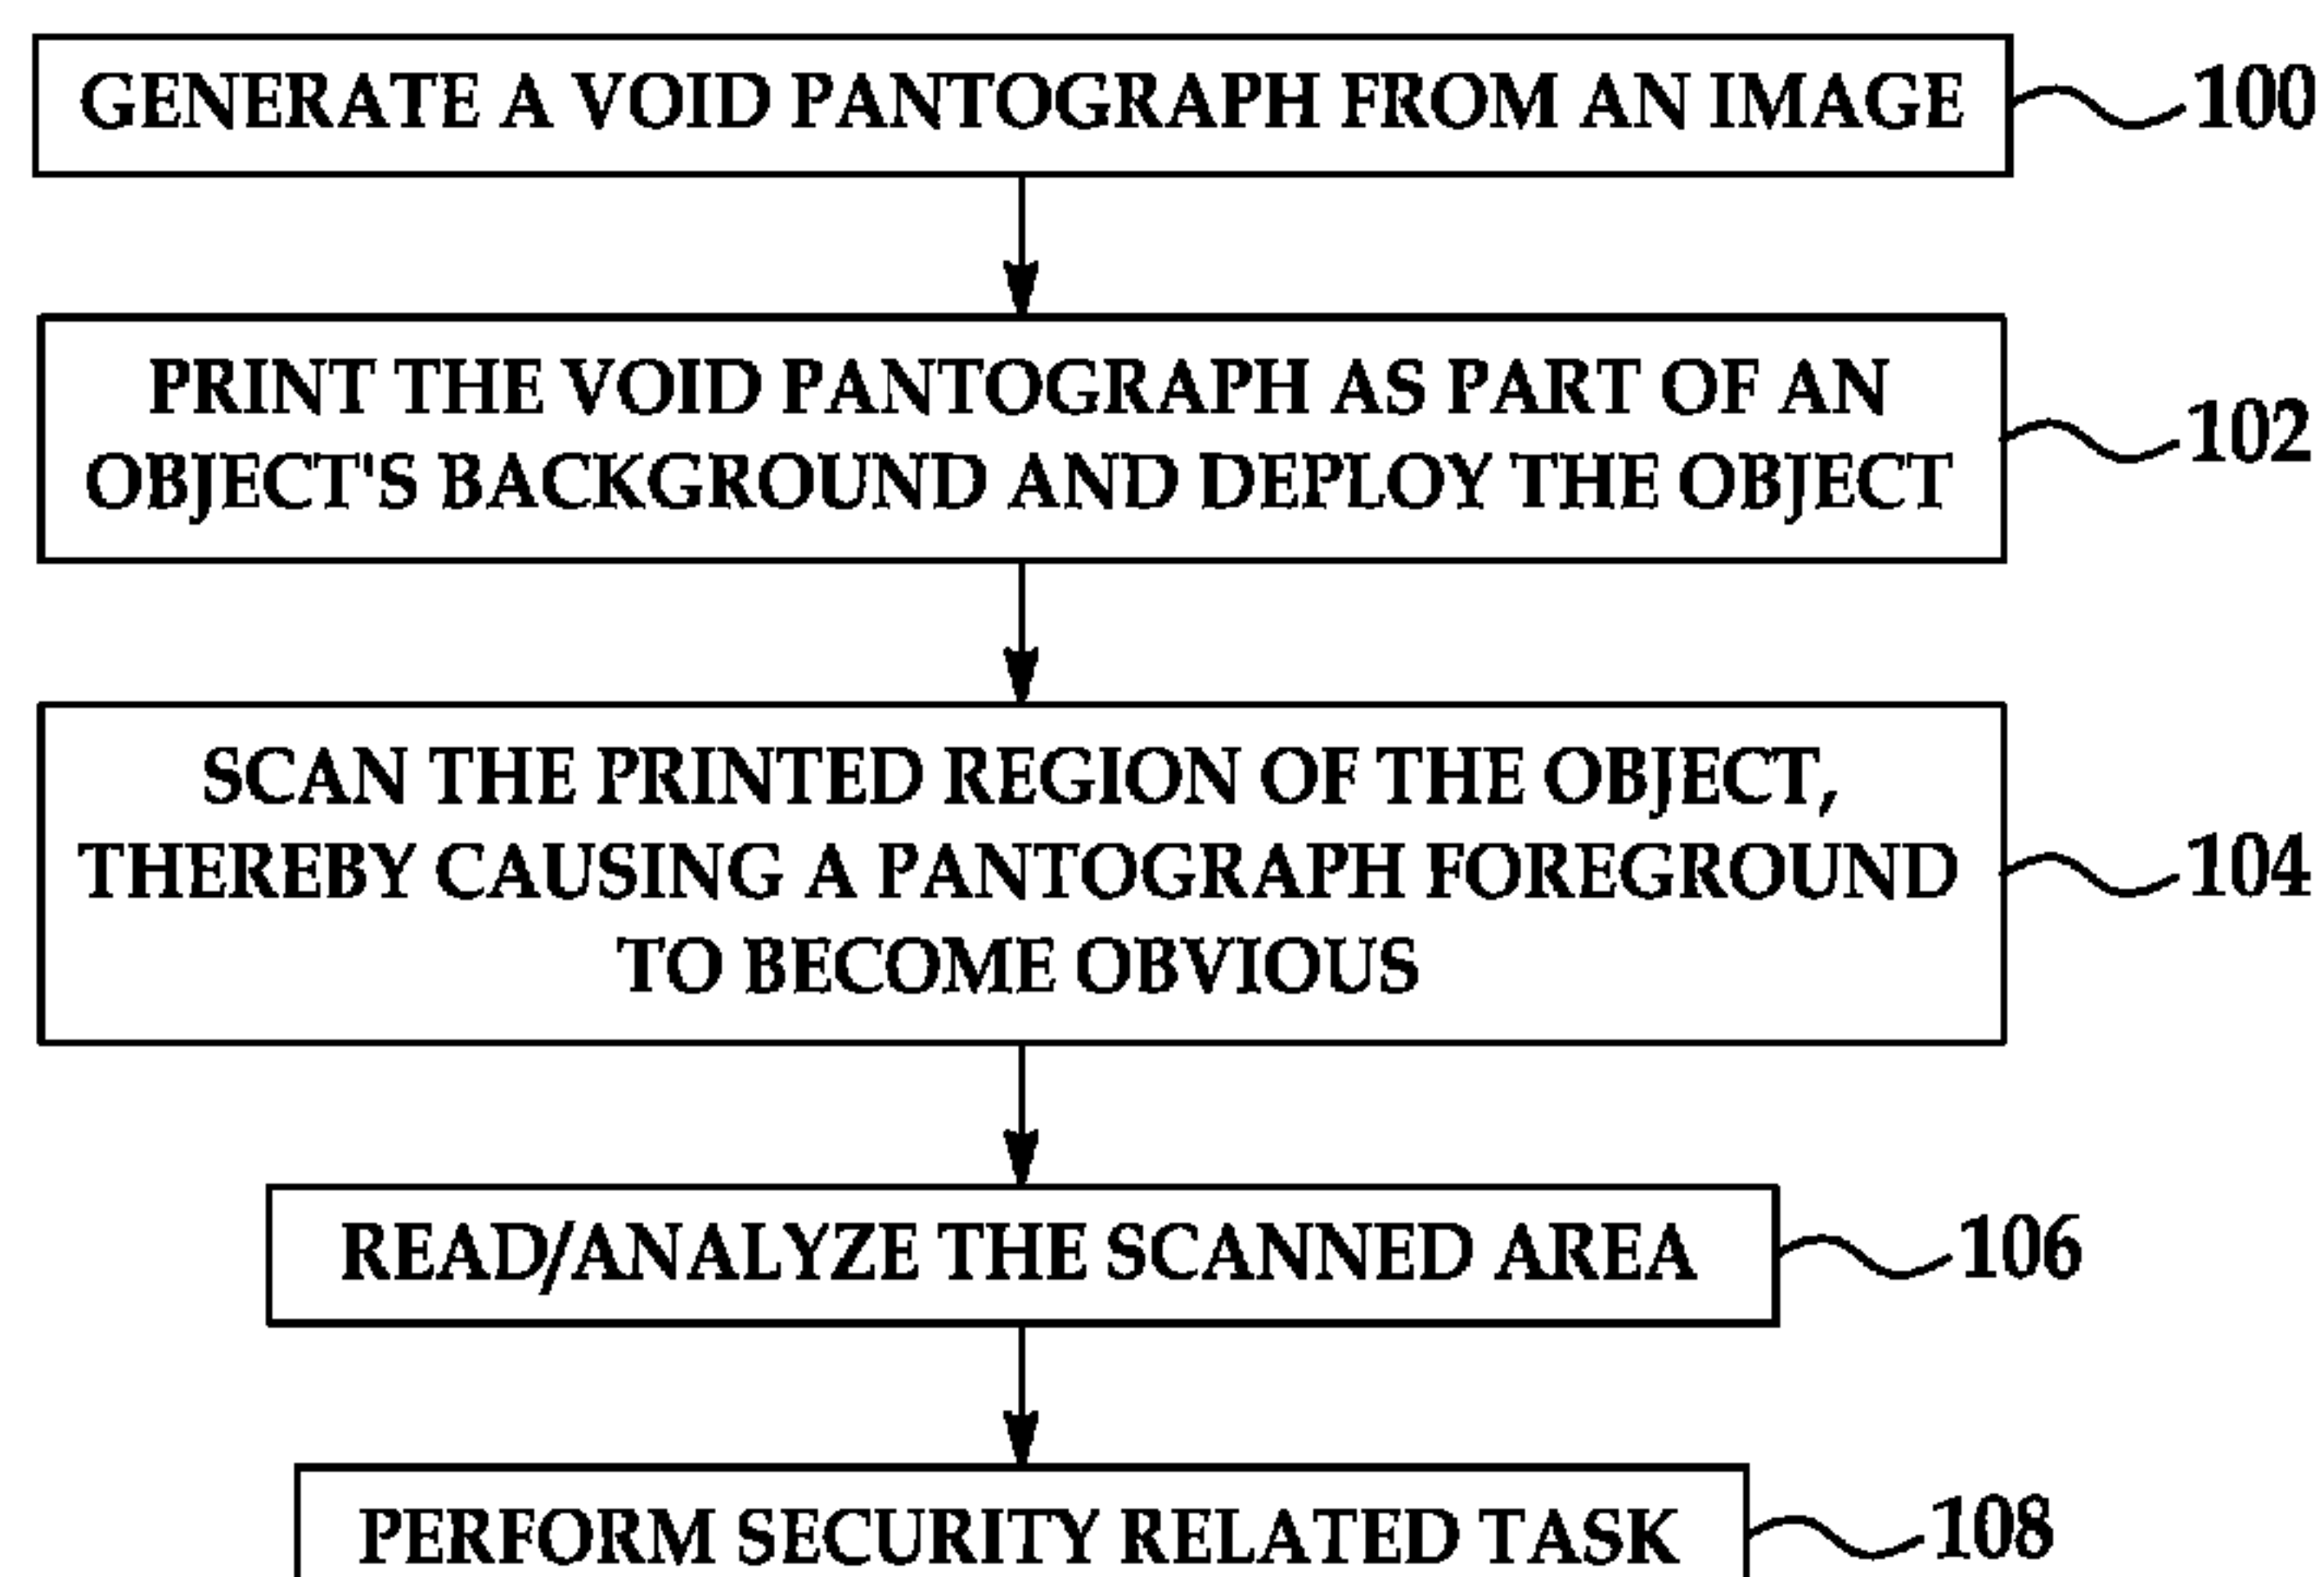 GENERATE A VOID PANTOGRAPH FROM AN IMAGE 100
PRINT THE VOID PANTOGRAPH AS PART OF AN
OBJECT'S BACKGROUND AND DEPLOY THE OBJECT 102
SCAN THE PRINTED REGION OF THE OBJECT,
THEREBY CAUSING A PANTOGRAPH FOREGROUND 104
TO BECOME OBVIOUS
READ/ANALYZE THE SCANNED AREA 106
PERFORM SECURITY RELATED TASK 108